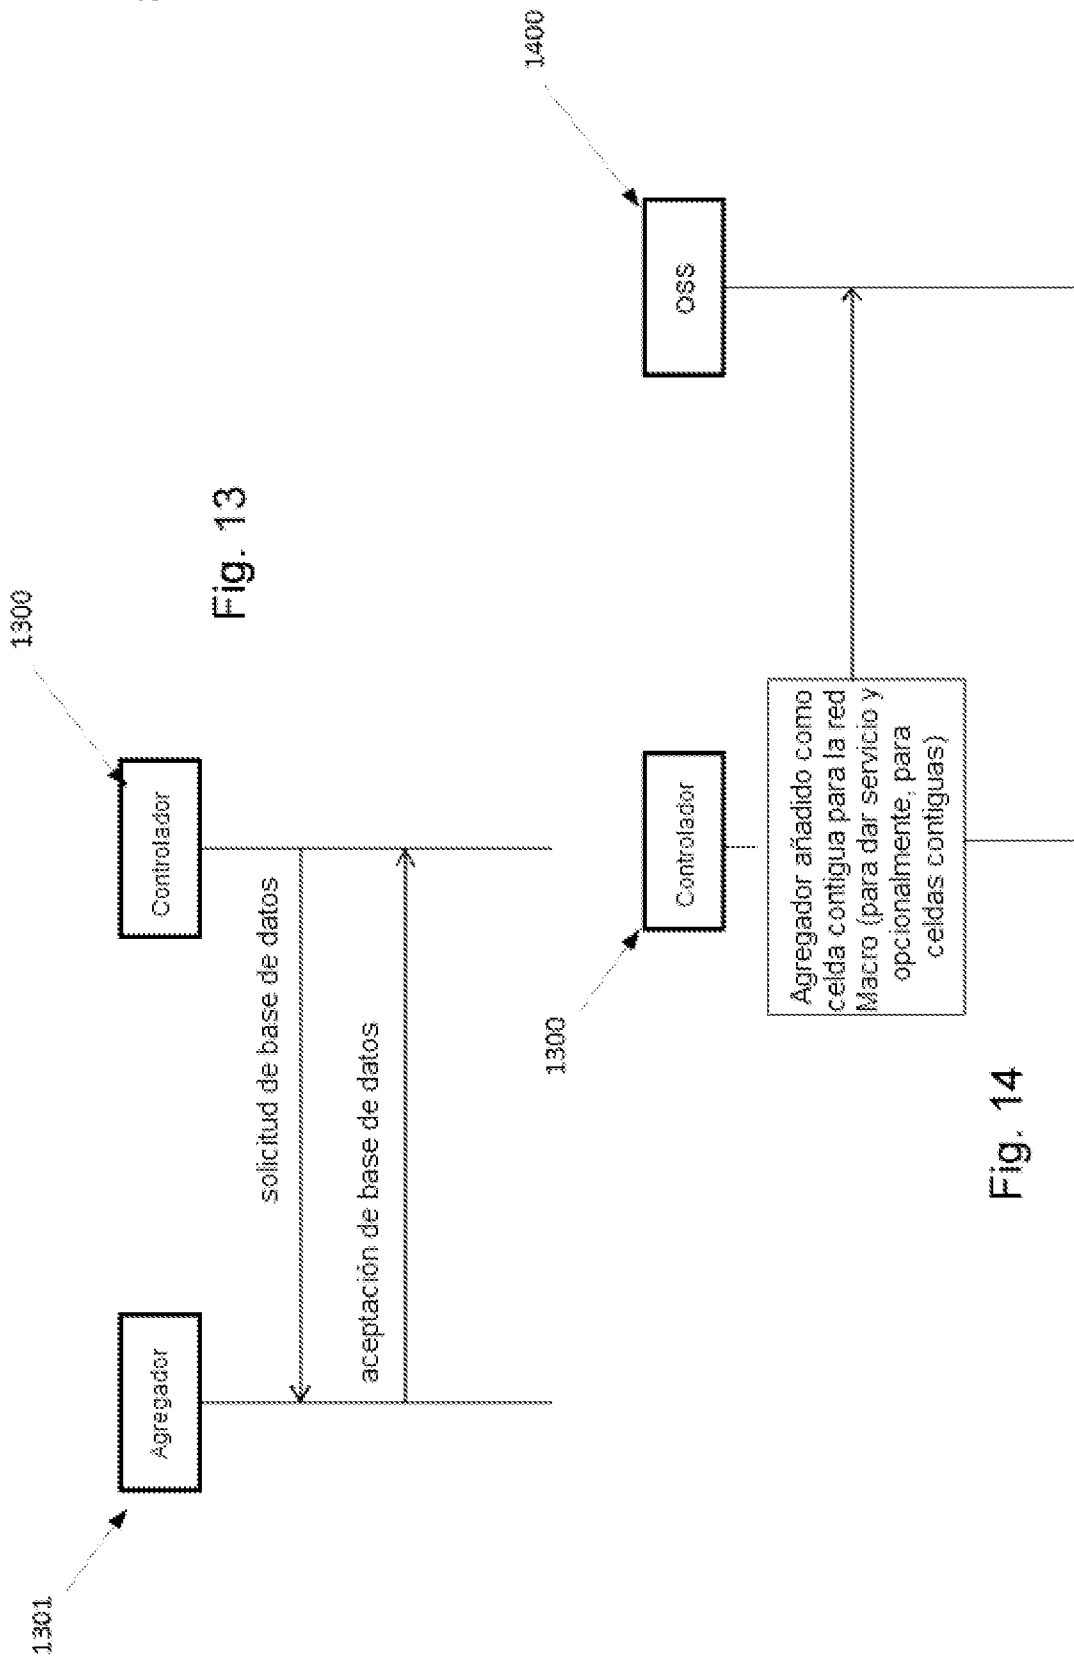 1301
1300
Agregador
Controlador
solicitud de base de datos
aceptación de base de datos
Fig. 13
1300
1400
Controlador
OSS
Agregador añadido como
celda contigua para la red
Macro (para dar servicio y
opcionalmente, para
celdas contiguas)
Fig. 14